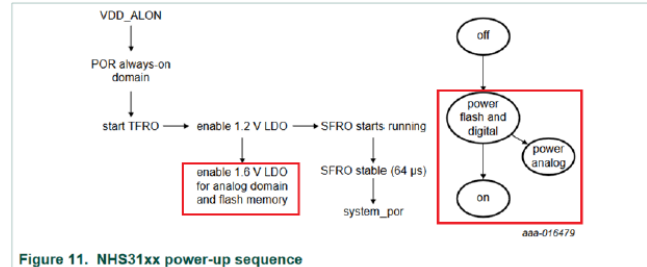 VDD_ALON
POR always-on
domain
start TFRO
enable 1.2 V LDO
SFRO starts running
enable 1.6 V LDO
for analog domain
and flash memory
SFRO stable (64 µs)
system_por
off
power
flash and
digital
power
analog
on
aaa-016479
Figure 11. NHS31xx power-up sequence